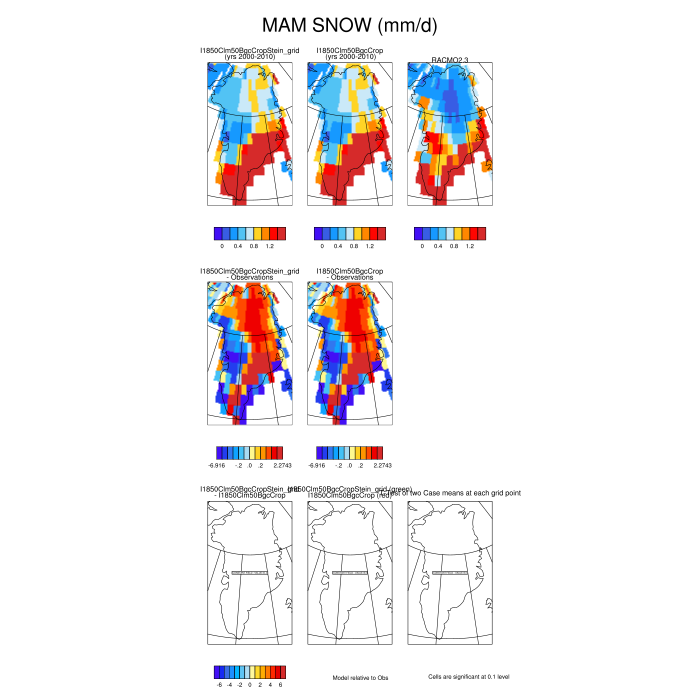 MAM SNOW (mm/d)
I1850Clm50BgcCropStein_grid
(yrs 2000-2010)
I1850Clm50BgcCrop
(yrs 2000-2010)
RACMO2.3
0 0.4 0.8 1.2
0 0.4 0.8 1.2
0 0.4 0.8 1.2
I1850Clm50BgcCropStein_grid
- Observations
I1850Clm50BgcCrop
- Observations
-6.916 -.2 .0 .2 2.2743
-6.916 -.2 .0 .2 2.2743
I1850Clm50BgcCropStein_grid
- I1850Clm50BgcCrop
I1850Clm50BgcCropStein_grid (green)
I1850Clm50BgcCrop (red)
of two Case means at each grid point
-6 -4 -2 0 2 4 6
Model relative to Obs
Cells are significant at 0.1 level